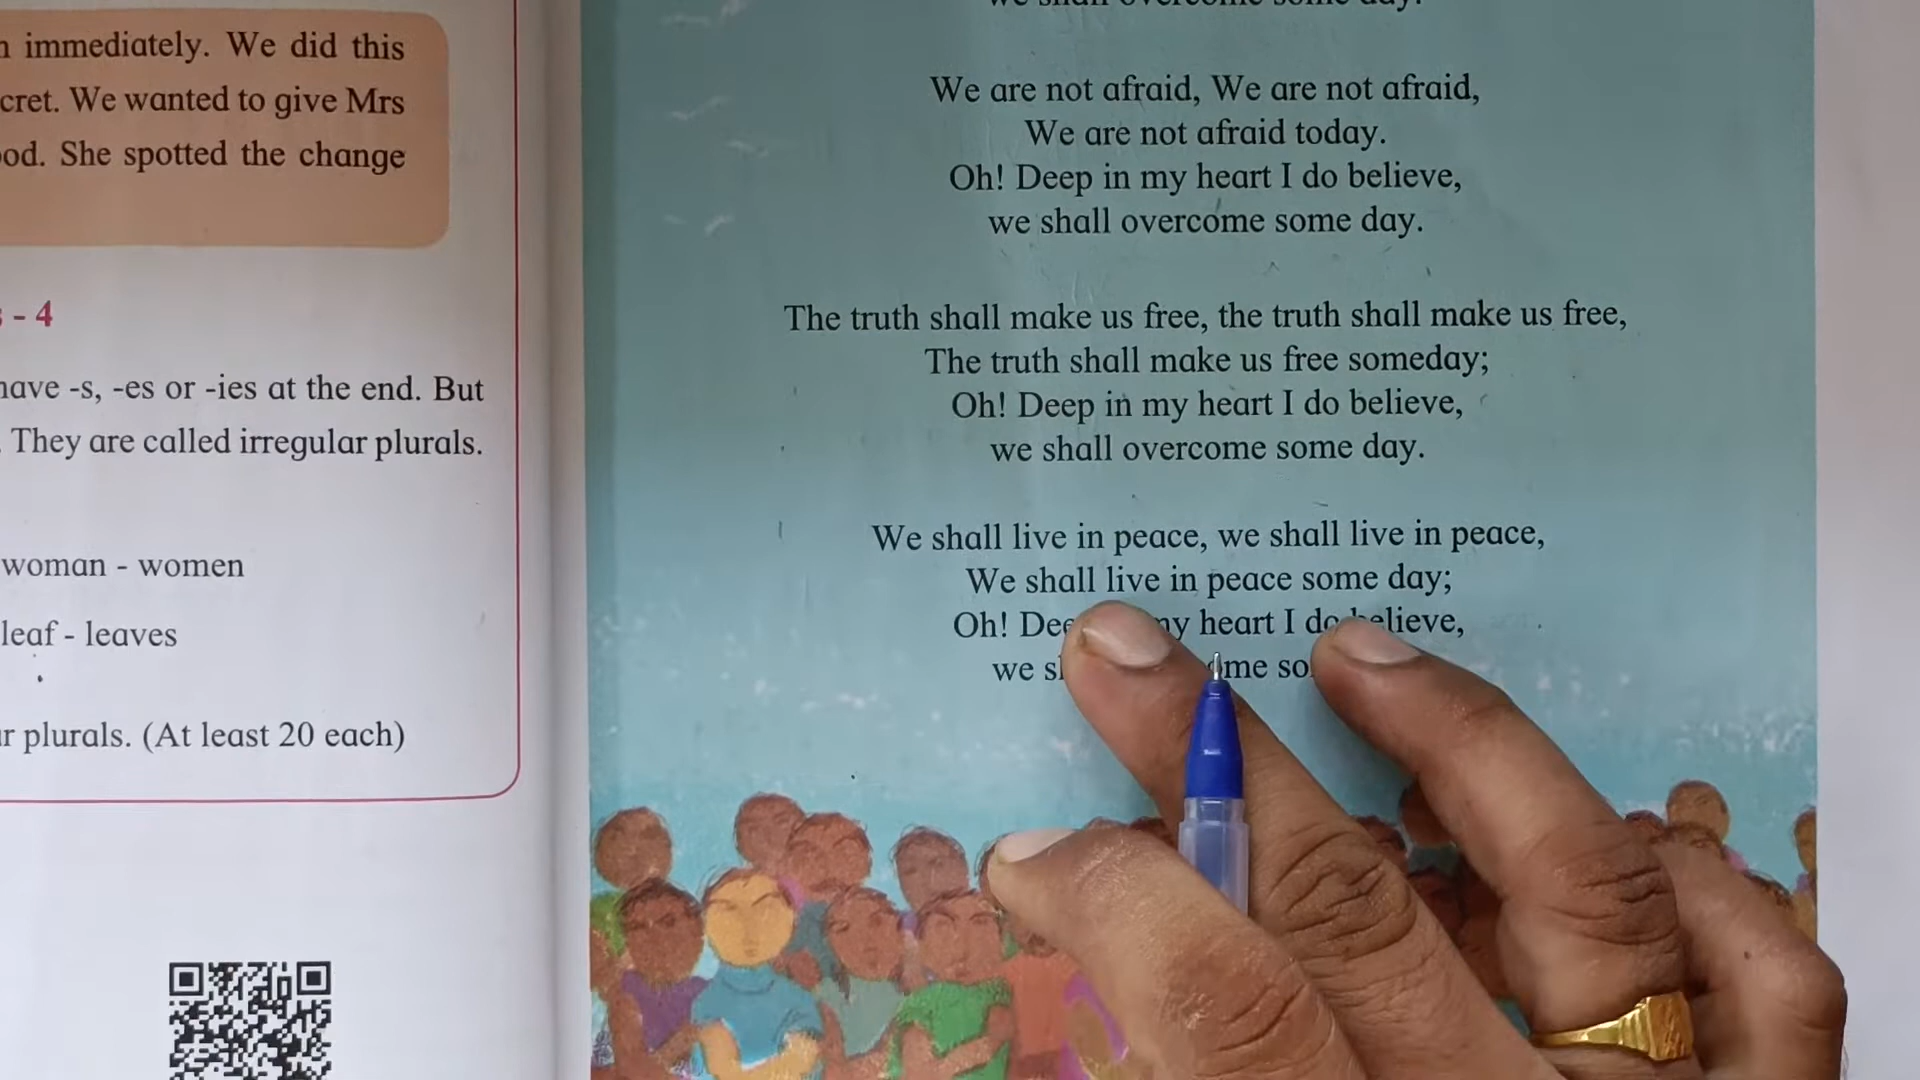 immediately. We did this
We wanted to give Mrs
She spotted the change
- 4
-s, -es or -ies at the end. But
They are called irregular plurals.
woman - women
leaf - leaves
plurals. (At least 20 each)
we shall overcome some day.
We are not afraid, We are not afraid,
We are not afraid today.
Oh! Deep in my heart I do believe,
we shall overcome some day.
The truth shall make us free, the truth shall make us free,
The truth shall make us free someday;
Oh! Deep in my heart I do believe,
we shall overcome some day.
We shall live in peace, we shall live in peace,
We shall live in peace some day;
Oh! my heart I do believe,
we